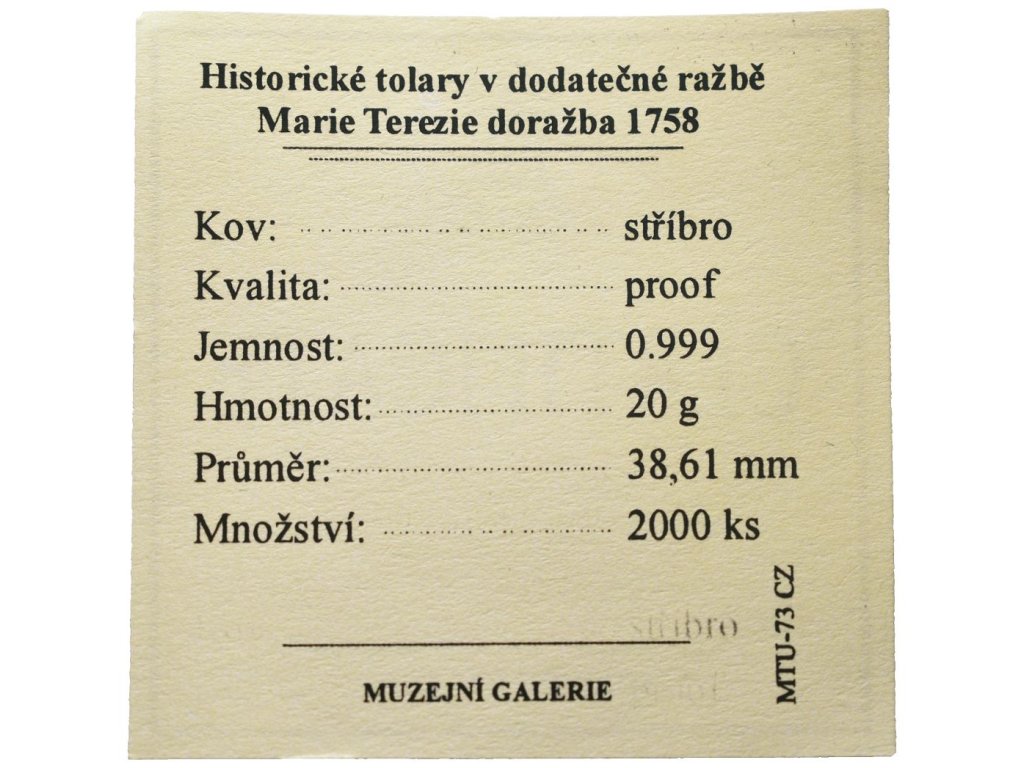 Historické tolary v dodatečné ražbě
Marie Terezie doražba 1758
Kov: stříbro
Kvalita: proof
Jemnost: 0.999
Hmotnost: 20 g
Průměr: 38,61 mm
Množství: 2000 ks
stříbro
MUZEJNÍ GALERIE
MTU-73 CZ